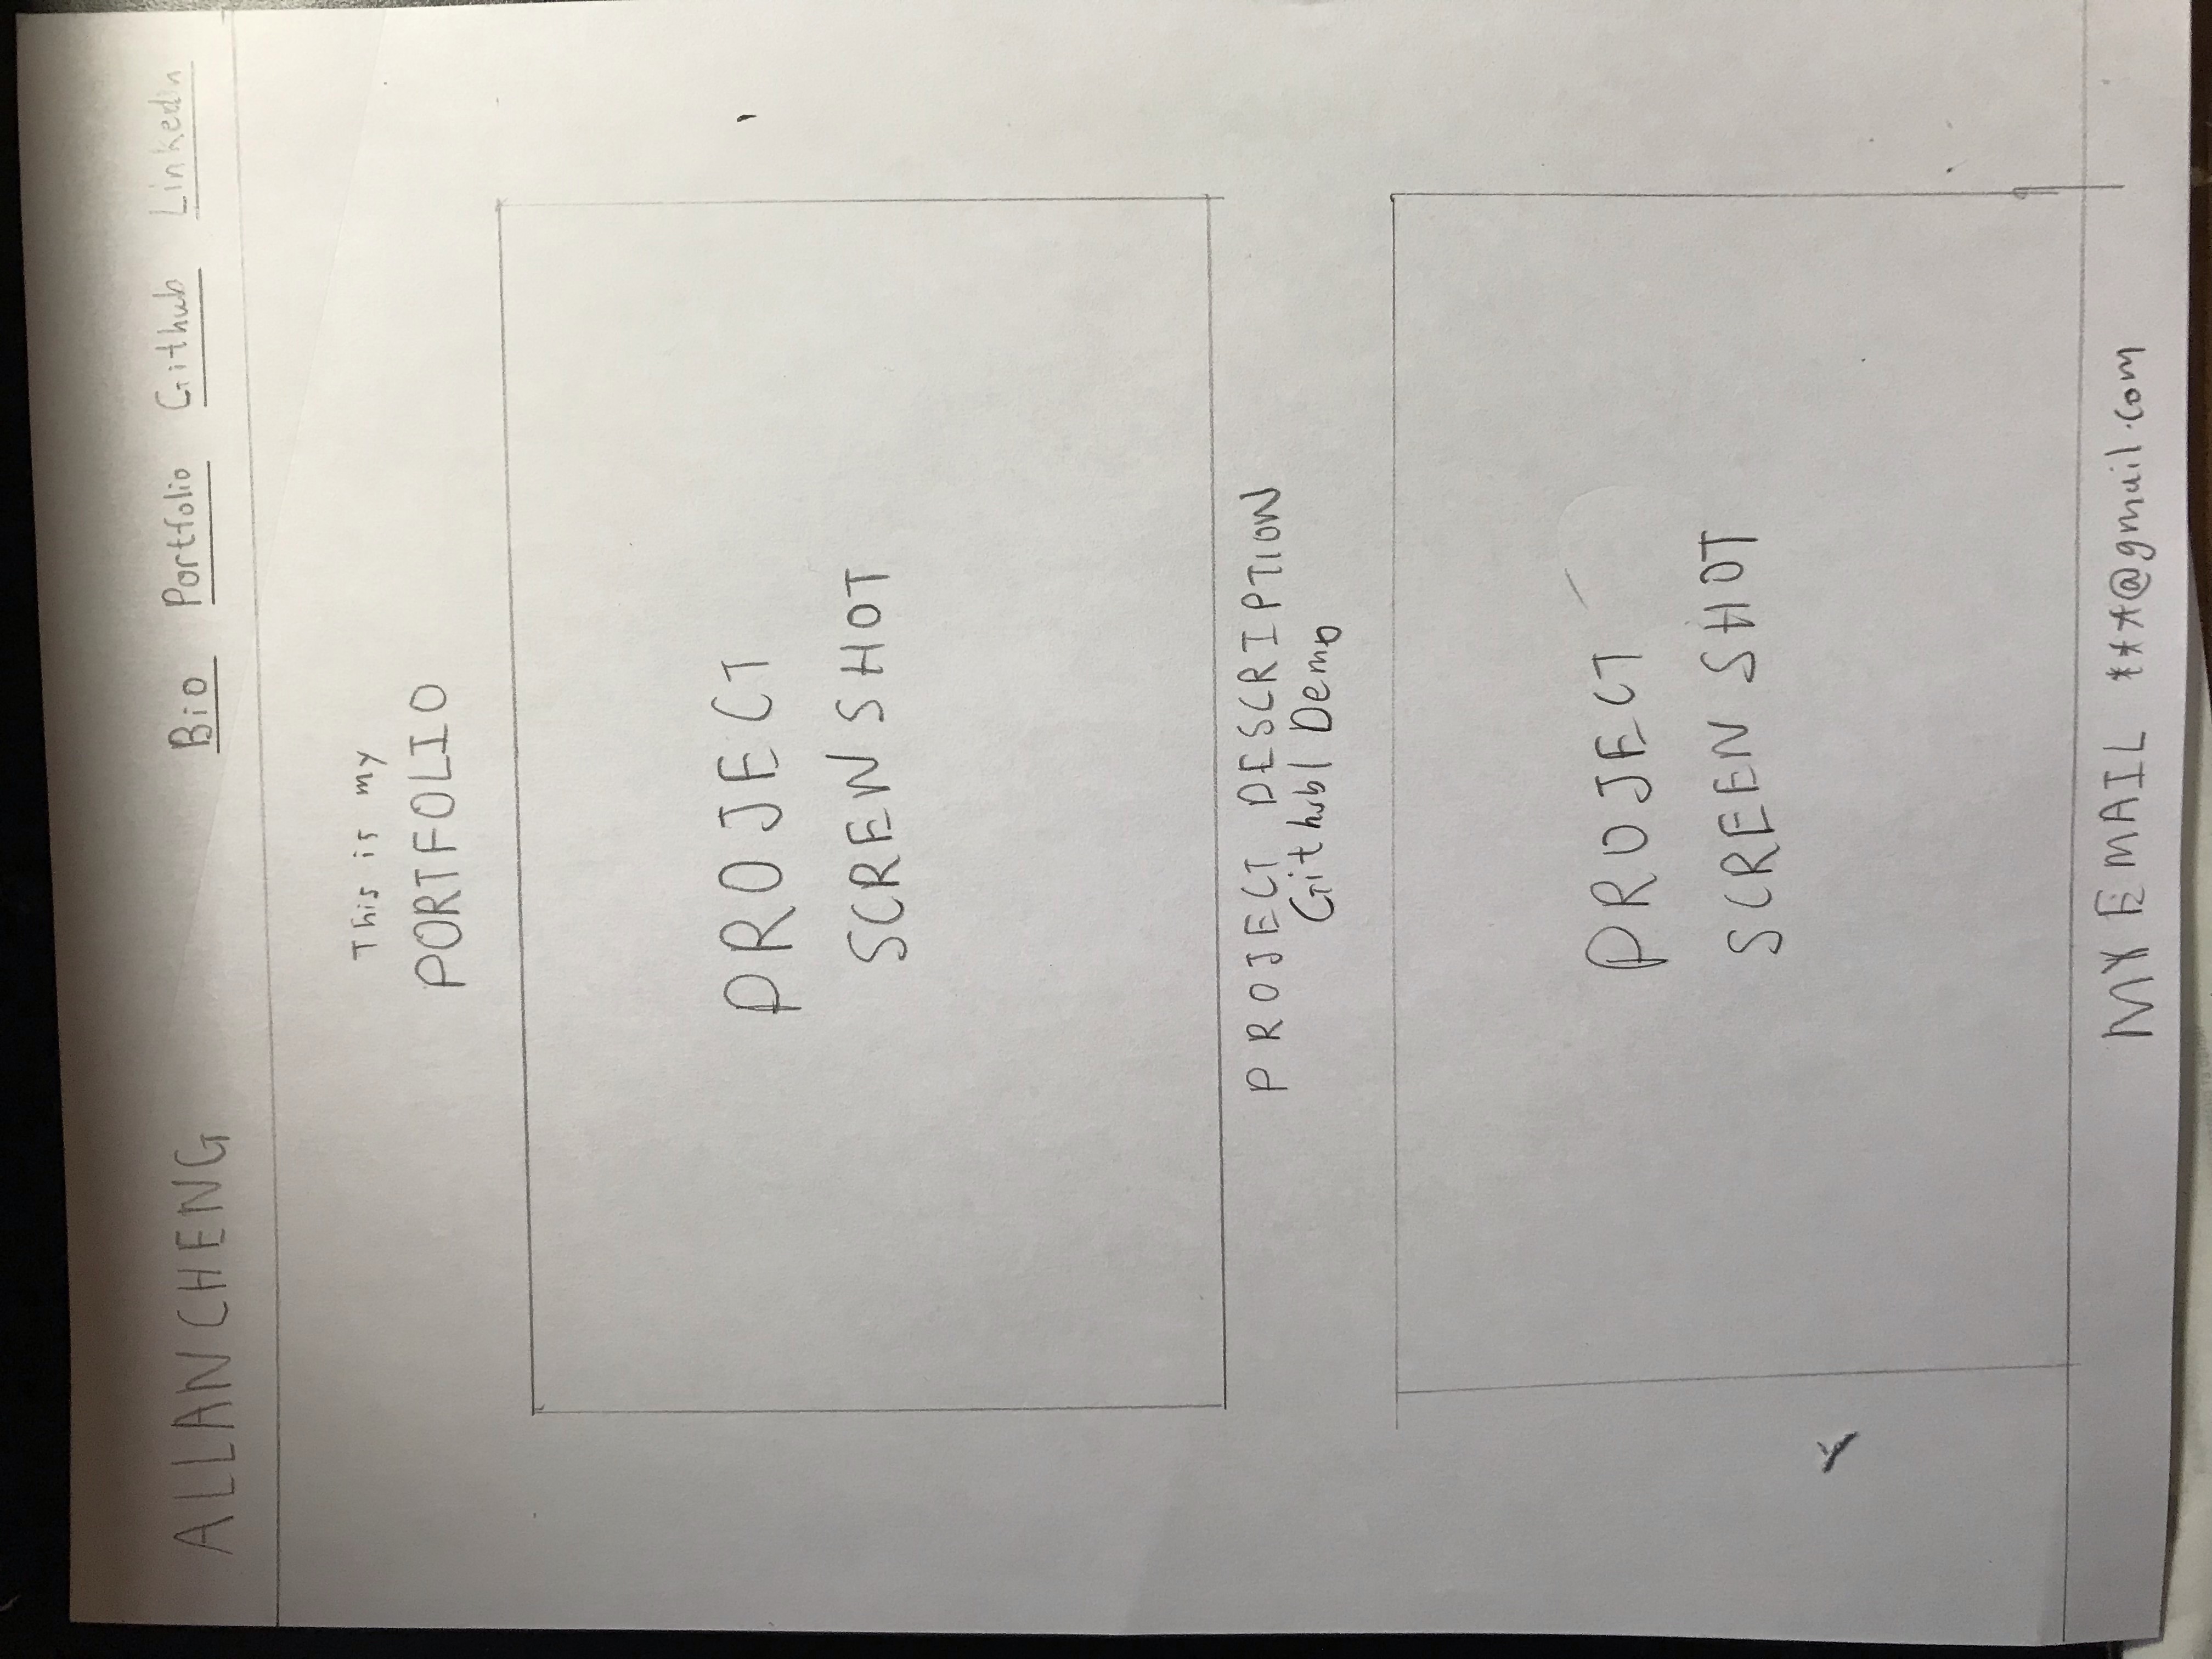 ALLAN CHENG Bio Portfolio Github Linkedin
This is my
PORTFOLIO
PROJECT
SCREWSHOT
PROJECT DESCRIPTION
Github| Demo
PROJECT
SCREEN SHOT
MY EMAIL ***@gmail.com